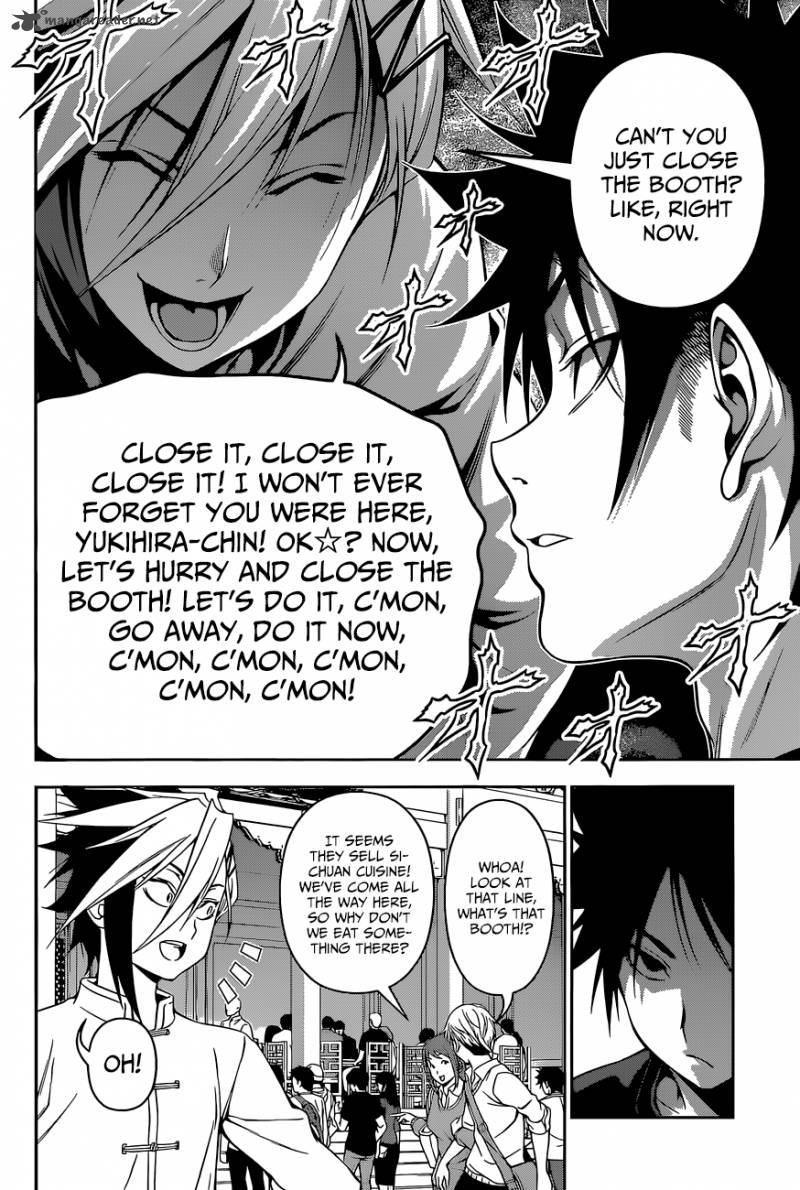 mangareader.net
CAN'T YOU
JUST CLOSE
THE BOOTH?
LIKE, RIGHT
NOW.
CLOSE IT, CLOSE IT,
CLOSE IT! I WON'T EVER
FORGET YOU WERE HERE,
YUKIHIRA-CHIN! OK☆? NOW,
LET'S HURRY AND CLOSE THE
BOOTH! LET'S DO IT, C'MON,
GO AWAY, DO IT NOW,
C'MON, C'MON, C'MON,
C'MON, C'MON!
WHOA!
LOOK AT
THAT LINE,
WHAT'S THAT
BOOTH!?
IT SEEMS
THEY SELL SI-
CHUAN CUISINE!
WE'VE COME ALL
THE WAY HERE,
SO WHY DON'T
WE EAT SOME-
THING THERE?
OH!